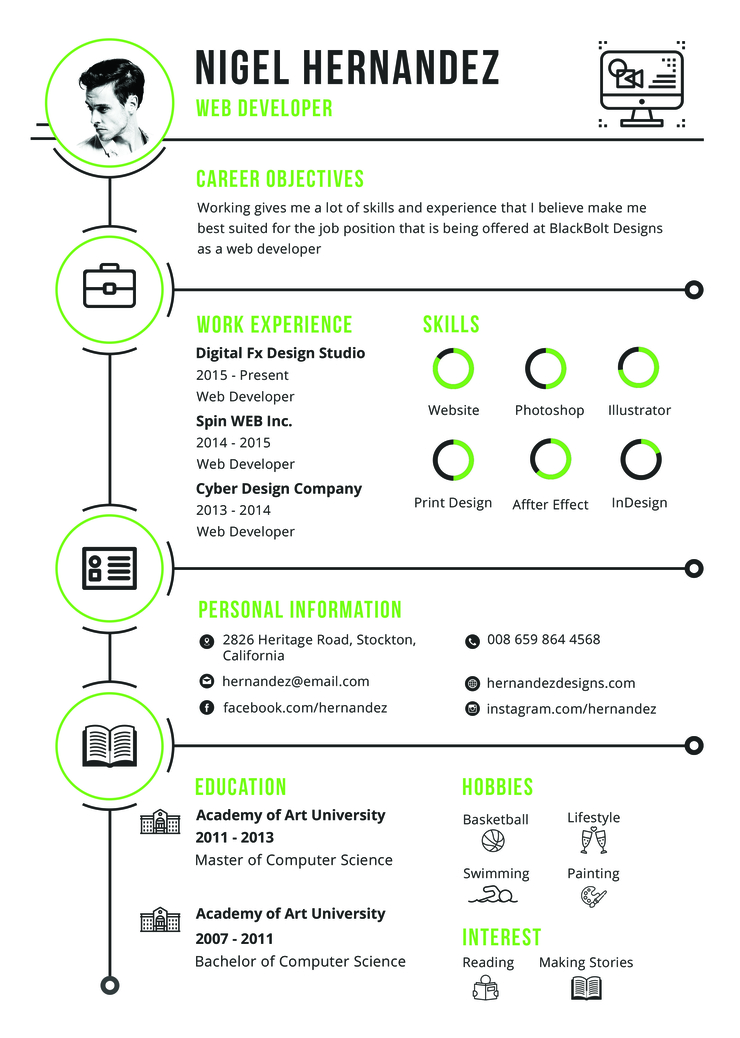 NIGEL HERNANDEZ
WEB DEVELOPER
CAREER OBJECTIVES
Working gives me a lot of skills and experience that I believe make me
best suited for the job position that is being offered at BlackBolt Designs
as a web developer
WORK EXPERIENCE
Digital Fx Design Studio
2015 - Present
Web Developer
Spin WEB Inc.
2014 - 2015
Web Developer
Cyber Design Company
2013 - 2014
Web Developer
SKILLS
Website
Photoshop
Illustrator
Print Design
Affter Effect
InDesign
PERSONAL INFORMATION
2826 Heritage Road, Stockton,
California
hernandez@email.com
facebook.com/hernandez
008 659 864 4568
hernandezdesigns.com
instagram.com/hernandez
EDUCATION
Academy of Art University
2011 - 2013
Master of Computer Science
Academy of Art University
2007 - 2011
Bachelor of Computer Science
HOBBIES
Basketball
Lifestyle
Swimming
Painting
INTEREST
Reading
Making Stories